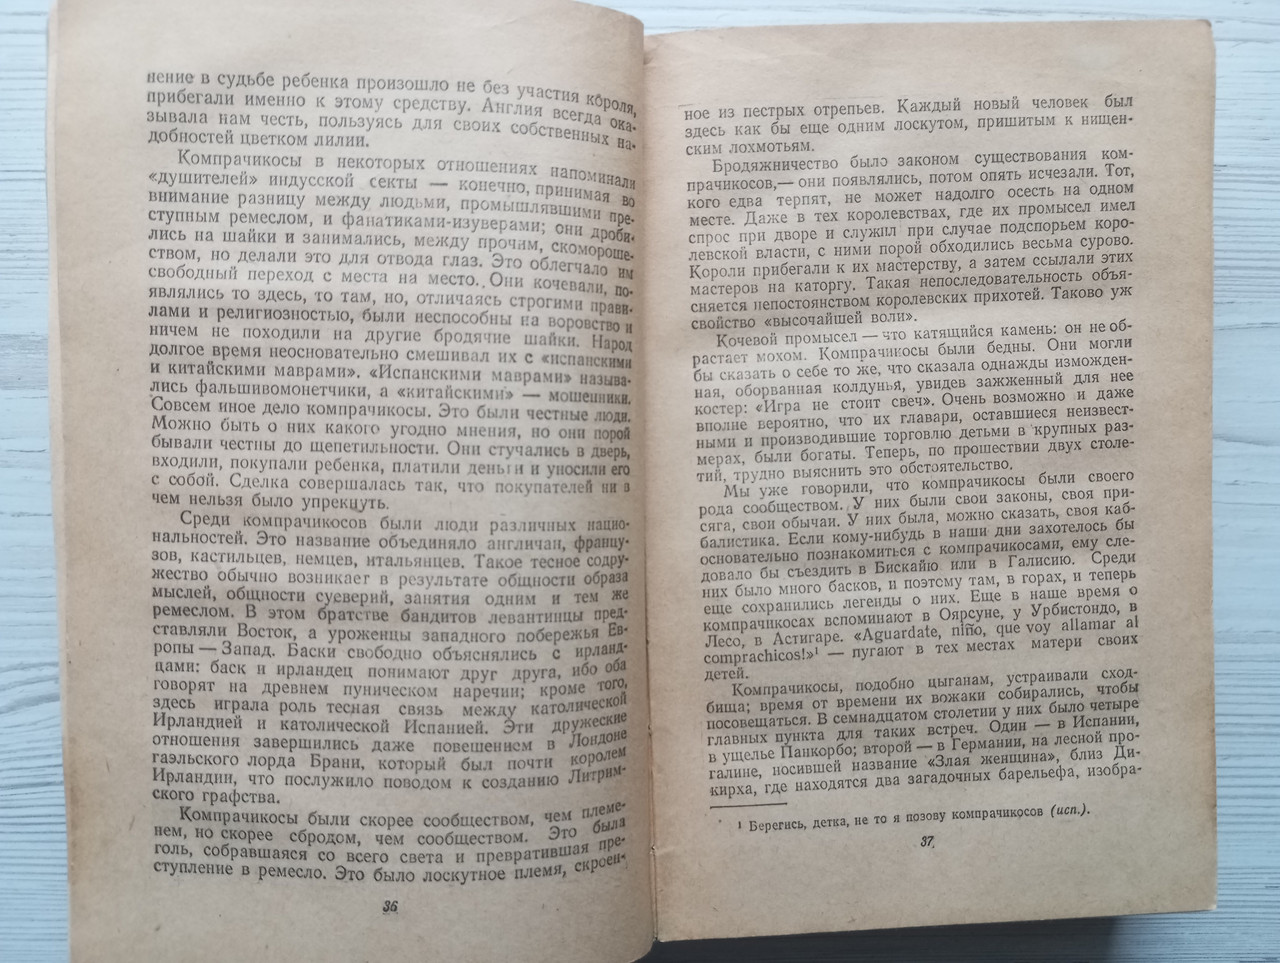 нение в судьбе ребенка произошло не без участия короля,
прибегали именно к этому средству. Англия всегда ока-
зывала нам честь, пользуясь для своих собственных на-
добностей цветком лилии.
Компрачикосы в некоторых отношениях напоминали
«душителей» индусской секты — конечно, принимая во
внимание разницу между людьми, промышлявшими пре-
ступным ремеслом, и фанатиками-изуверами; они дроби-
лись на шайки и занимались, между прочим, скомороше-
ством, но делали это для отвода глаз. Это облегчало им
свободный переход с места на место. Они кочевали, по-
являлись то здесь, то там, но, отличаясь строгими прави-
лами и религиозностью, были неспособны на воровство и
ничем не походили на другие бродячие шайки. Народ
долгое время неосновательно смешивал их с «испанскими
и китайскими маврами». «Испанскими маврами» называ-
лись фальшивомонетчики, а «китайскими» — мошенники.
Совсем иное дело компрачикосы. Это были честные люди.
Можно быть о них какого угодно мнения, но они порой
бывали честны до щепетильности. Они стучались в дверь,
входили, покупали ребенка, платили деньги и уносили его
с собой. Сделка совершалась так, что покупателей ни в
чем нельзя было упрекнуть.
Среди компрачикосов были люди различных нацио-
нальностей. Это название объединяло англичан, францу-
зов, кастильцев, немцев, итальянцев. Такое тесное содру-
жество обычно возникает в результате общности образа
мыслей, общности суеверий, занятия одним и тем же
ремеслом. В этом братстве бандитов левантинцы пред-
ставляли Восток, а уроженцы западного побережья Ев-
ропы — Запад. Баски свободно объяснялись с ирланд-
цами: баск и ирландец понимают друг друга, ибо оба
говорят на древнем пуническом наречии; кроме того,
здесь играла роль тесная связь между католической
Ирландией и католической Испанией. Эти дружеские
отношения завершились даже повешением в Лондоне
гаэльского лорда Брани, который был почти королем
Ирландии, что послужило поводом к созданию Литрим-
ского графства.
Компрачикосы были скорее сообществом, чем племе-
нем, но скорее сбродом, чем сообществом. Это была
голь, собравшаяся со всего света и превратившая пре-
ступление в ремесло. Это было лоскутное племя, скроен-
36
ное из пестрых отрепьев. Каждый новый человек был
здесь как бы еще одним лоскутом, пришитым к нищен-
ским лохмотьям.
Бродяжничество было законом существования ком-
прачикосов,— они появлялись, потом опять исчезали. Тот,
кого едва терпят, не может надолго осесть на одном
месте. Даже в тех королевствах, где их промысел имел
спрос при дворе и служил при случае подспорьем коро-
левской власти, с ними порой обходились весьма сурово.
Короли прибегали к их мастерству, а затем ссылали этих
мастеров на каторгу. Такая непоследовательность объя-
сняется непостоянством королевских прихотей. Таково уж
свойство «высочайшей воли».
Кочевой промысел — что катящийся камень: он не об-
растает мохом. Компрачикосы были бедны. Они могли
бы сказать о себе то же, что сказала однажды изможден-
ная, оборванная колдунья, увидев зажженный для нее
костер: «Игра не стоит свеч». Очень возможно и даже
вполне вероятно, что их главари, оставшиеся неизвест-
ными и производившие торговлю детьми в крупных раз-
мерах, были богаты. Теперь, по прошествии двух столе-
тий, трудно выяснить это обстоятельство.
Мы уже говорили, что компрачикосы были своего
рода сообществом. У них были свои законы, своя при-
сяга, свои обычаи. У них была, можно сказать, своя каб-
балистика. Если кому-нибудь в наши дни захотелось бы
основательно познакомиться с компрачикосами, ему сле-
довало бы съездить в Бискайю или в Галисию. Среди
них было много басков, и поэтому там, в горах, и теперь
еще сохранились легенды о них. Еще в наше время о
компрачикосах вспоминают в Оярсуне, у Урбистондо, в
Лесо, в Астигаре. «Aguardate, niño, que voy allamar al
comprachicos!»¹ — пугают в тех местах матери своих
детей.
Компрачикосы, подобно цыганам, устраивали сход-
бища; время от времени их вожаки собирались, чтобы
посовещаться. В семнадцатом столетии у них было четыре
главных пункта для таких встреч. Один — в Испании,
в ущелье Панкорбо; второй — в Германии, на лесной про-
галине, носившей название «Злая женщина», близ Ди-
кирха, где находятся два загадочных барельефа, изобра-
¹ Берегись, детка, не то я позову компрачикосов (исп.).
37